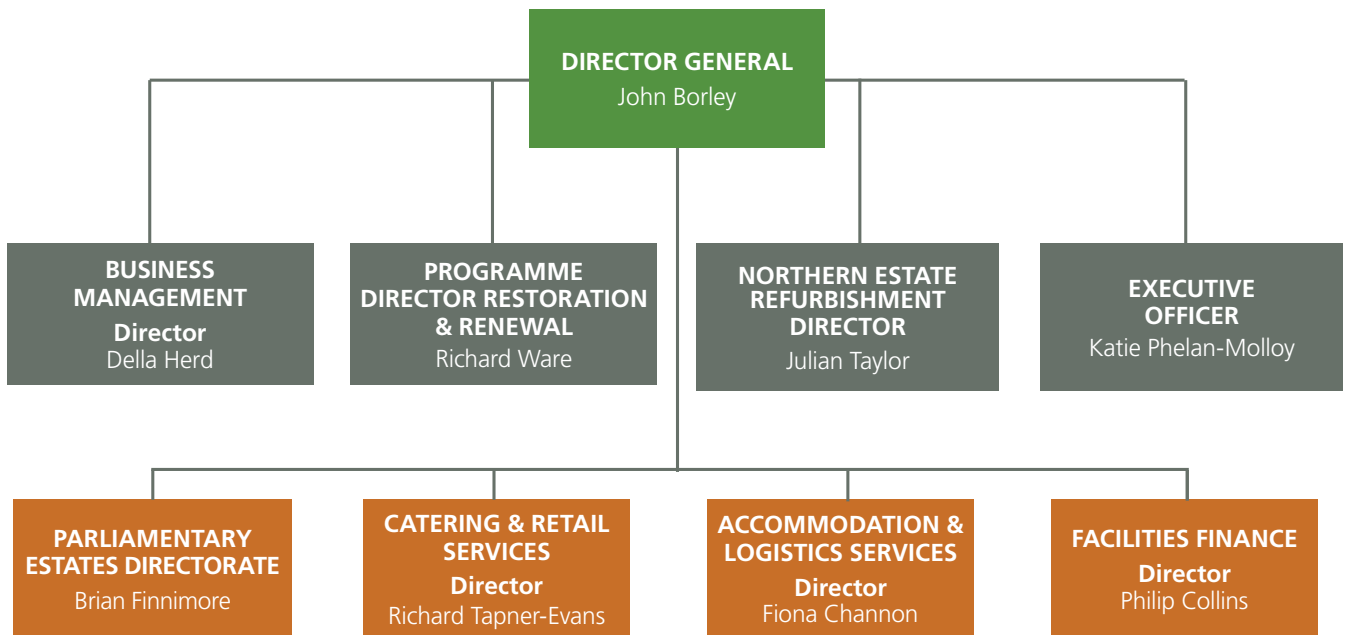 DIRECTOR GENERAL
John Borley
BUSINESS
MANAGEMENT
Director
Della Herd
PROGRAMME
DIRECTOR RESTORATION
& RENEWAL
Richard Ware
NORTHERN ESTATE
REFURBISHMENT
DIRECTOR
Julian Taylor
EXECUTIVE
OFFICER
Katie Phelan-Molloy
PARLIAMENTARY
ESTATES DIRECTORATE
Brian Finnimore
CATERING & RETAIL
SERVICES
Director
Richard Tapner-Evans
ACCOMMODATION &
LOGISTICS SERVICES
Director
Fiona Channon
FACILITIES FINANCE
Director
Philip Collins